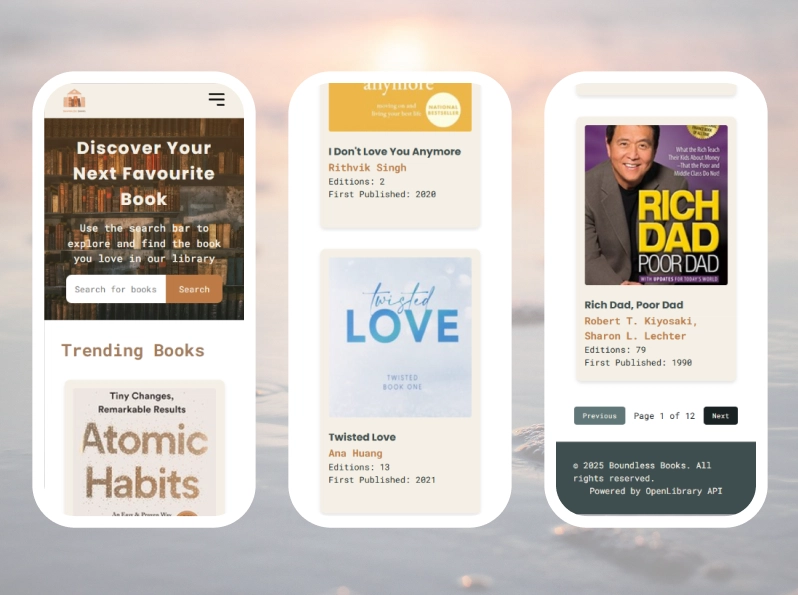 Discover Your
Next Favourite
Book
Use the search bar to
explore and find the book
you love in our library
Search for books
Search
Trending Books
Tiny Changes,
Remarkable Results
Atomic
Habits
An Easy & Proven Way
anymore
moving on and
living your best life
NATIONAL
BESTSELLER
I Don't Love You Anymore
Rithvik Singh
Editions: 2
First Published: 2020
twisted
LOVE
TWISTED
BOOK ONE
Twisted Love
Ana Huang
Editions: 13
First Published: 2021
What the Rich Teach
Their Kids About Money
–That the Poor and
Middle Class Do Not!
RICH
DAD
POOR DAD
WITH UPDATES FOR TODAY'S WORLD
Rich Dad, Poor Dad
Robert T. Kiyosaki,
Sharon L. Lechter
Editions: 79
First Published: 1990
Previous
Page 1 of 12
Next
© 2025 Boundless Books. All
rights reserved.
Powered by OpenLibrary API